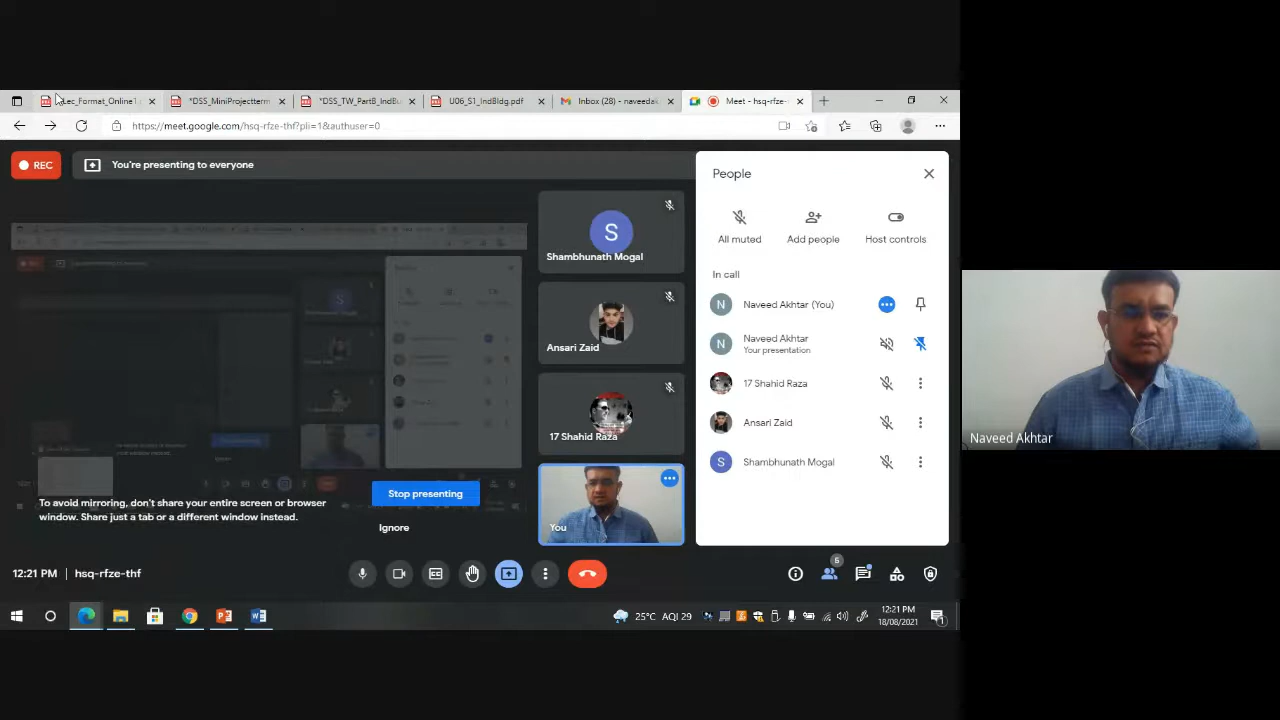 Lec_Format_Online1
*DSS_MiniProjectterm
*DSS_TW_PartB_IndBu
U06_S1_IndBldg.pdf
Inbox (28) - naveedak
Meet - hsq-rfze-
https://meet.google.com/hsq-rfze-thf?pli=1&authuser=0
REC
You're presenting to everyone
People
S
Shambhunath Mogal
All muted
Add people
Host controls
In call
N
Naveed Akhtar (You)
Ansari Zaid
N
Naveed Akhtar
Your presentation
17 Shahid Raza
17 Shahid Raza
Ansari Zaid
Naveed Akhtar
S
Shambhunath Mogal
To avoid mirroring, don't share your entire screen or browser
window. Share just a tab or a different window instead.
Stop presenting
Ignore
You
12:21 PM | hsq-rfze-thf
5
25°C AQI 29
12:21 PM
18/08/2021
1